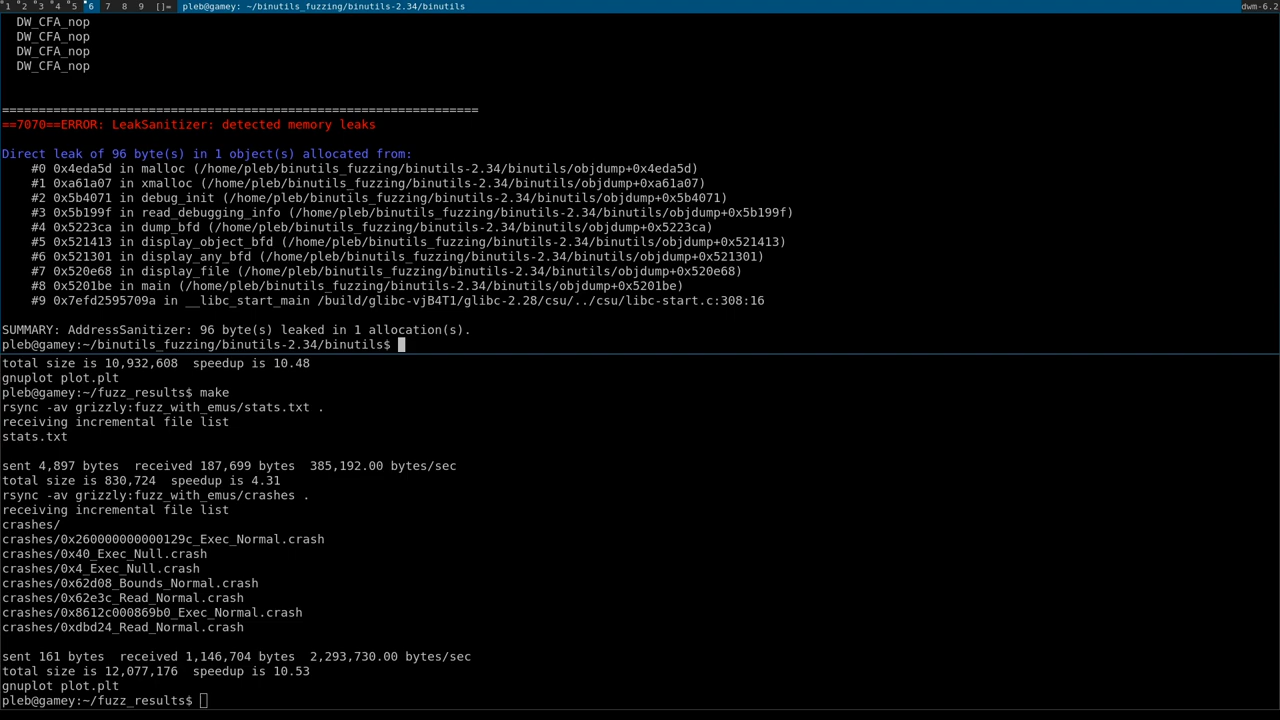 1 2 3 4 5 6 7 8 9 []= pleb@gamey: ~/binutils_fuzzing/binutils-2.34/binutils dwm-6.2
DW_CFA_nop
DW_CFA_nop
DW_CFA_nop
DW_CFA_nop
=================================================================
==7070==ERROR: LeakSanitizer: detected memory leaks
Direct leak of 96 byte(s) in 1 object(s) allocated from:
#0 0x4eda5d in malloc (/home/pleb/binutils_fuzzing/binutils-2.34/binutils/objdump+0x4eda5d)
#1 0xa61a07 in xmalloc (/home/pleb/binutils_fuzzing/binutils-2.34/binutils/objdump+0xa61a07)
#2 0x5b4071 in debug_init (/home/pleb/binutils_fuzzing/binutils-2.34/binutils/objdump+0x5b4071)
#3 0x5b199f in read_debugging_info (/home/pleb/binutils_fuzzing/binutils-2.34/binutils/objdump+0x5b199f)
#4 0x5223ca in dump_bfd (/home/pleb/binutils_fuzzing/binutils-2.34/binutils/objdump+0x5223ca)
#5 0x521413 in display_object_bfd (/home/pleb/binutils_fuzzing/binutils-2.34/binutils/objdump+0x521413)
#6 0x521301 in display_any_bfd (/home/pleb/binutils_fuzzing/binutils-2.34/binutils/objdump+0x521301)
#7 0x520e68 in display_file (/home/pleb/binutils_fuzzing/binutils-2.34/binutils/objdump+0x520e68)
#8 0x5201be in main (/home/pleb/binutils_fuzzing/binutils-2.34/binutils/objdump+0x5201be)
#9 0x7efd2595709a in __libc_start_main /build/glibc-vjB4T1/glibc-2.28/csu/../csu/libc-start.c:308:16
SUMMARY: AddressSanitizer: 96 byte(s) leaked in 1 allocation(s).
pleb@gamey:~/binutils_fuzzing/binutils-2.34/binutils$
total size is 10,932,608  speedup is 10.48
gnuplot plot.plt
pleb@gamey:~/fuzz_results$ make
rsync -av grizzly:fuzz_with_emus/stats.txt .
receiving incremental file list
stats.txt
sent 4,897 bytes  received 187,699 bytes  385,192.00 bytes/sec
total size is 830,724  speedup is 4.31
rsync -av grizzly:fuzz_with_emus/crashes .
receiving incremental file list
crashes/
crashes/0x260000000000129c_Exec_Normal.crash
crashes/0x40_Exec_Null.crash
crashes/0x4_Exec_Null.crash
crashes/0x62d08_Bounds_Normal.crash
crashes/0x62e3c_Read_Normal.crash
crashes/0x8612c000869b0_Exec_Normal.crash
crashes/0xdbd24_Read_Normal.crash
sent 161 bytes  received 1,146,704 bytes  2,293,730.00 bytes/sec
total size is 12,077,176  speedup is 10.53
gnuplot plot.plt
pleb@gamey:~/fuzz_results$